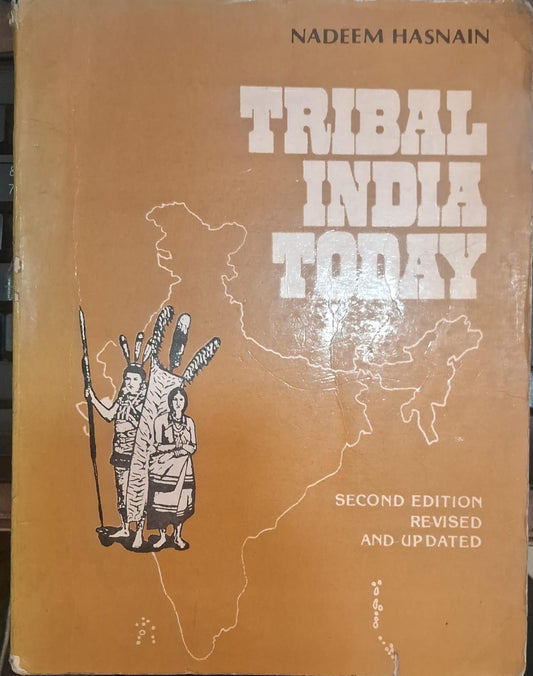 NADEEM HASNAIN
TRIBAL
INDIA
TODAY
SECOND EDITION
REVISED
AND UPDATED